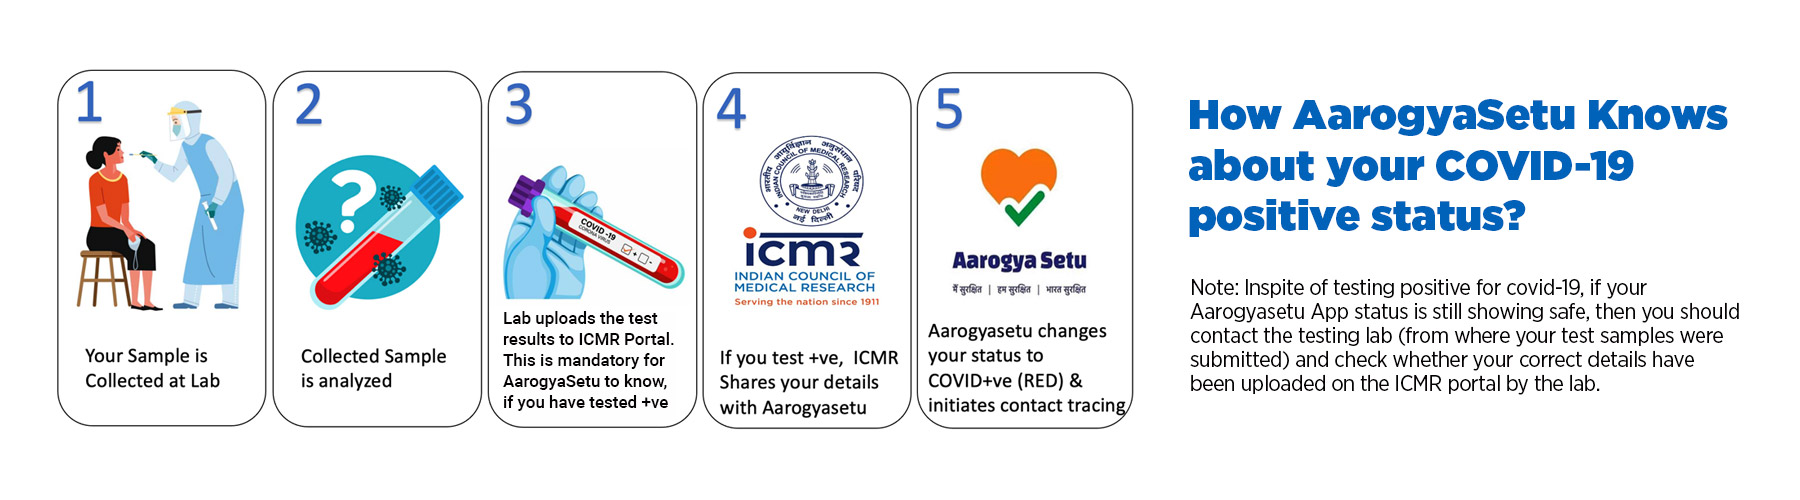 1
Your Sample is
Collected at Lab
2
?
Collected Sample
is analyzed
3
COVID -19
CORONA VIRUS
+ -
Lab uploads the test
results to ICMR Portal.
This is mandatory for
AarogyaSetu to know,
if you have tested +ve
4
भारतीय आयुर्विज्ञान अनुसंधान परिषद
INDIAN COUNCIL OF MEDICAL RESEARCH
NEW DELHI
नई दिल्ली
icmr
INDIAN COUNCIL OF
MEDICAL RESEARCH
Serving the nation since 1911
If you test +ve, ICMR
Shares your details
with Aarogyasetu
5
Aarogya Setu
मैं सुरक्षित | हम सुरक्षित | भारत सुरक्षित
Aarogyasetu changes
your status to
COVID+ve (RED) &
initiates contact tracing
How AarogyaSetu Knows
about your COVID-19
positive status?
Note: Inspite of testing positive for covid-19, if your
Aarogyasetu App status is still showing safe, then you should
contact the testing lab (from where your test samples were
submitted) and check whether your correct details have
been uploaded on the ICMR portal by the lab.